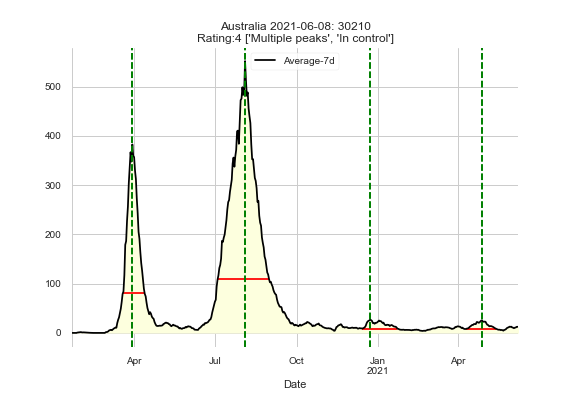 Australia 2021-06-08: 30210
Rating:4 ['Multiple peaks', 'In control']
Average-7d
500
400
300
200
100
0
Apr
Jul
Oct
Jan
2021
Apr
Date